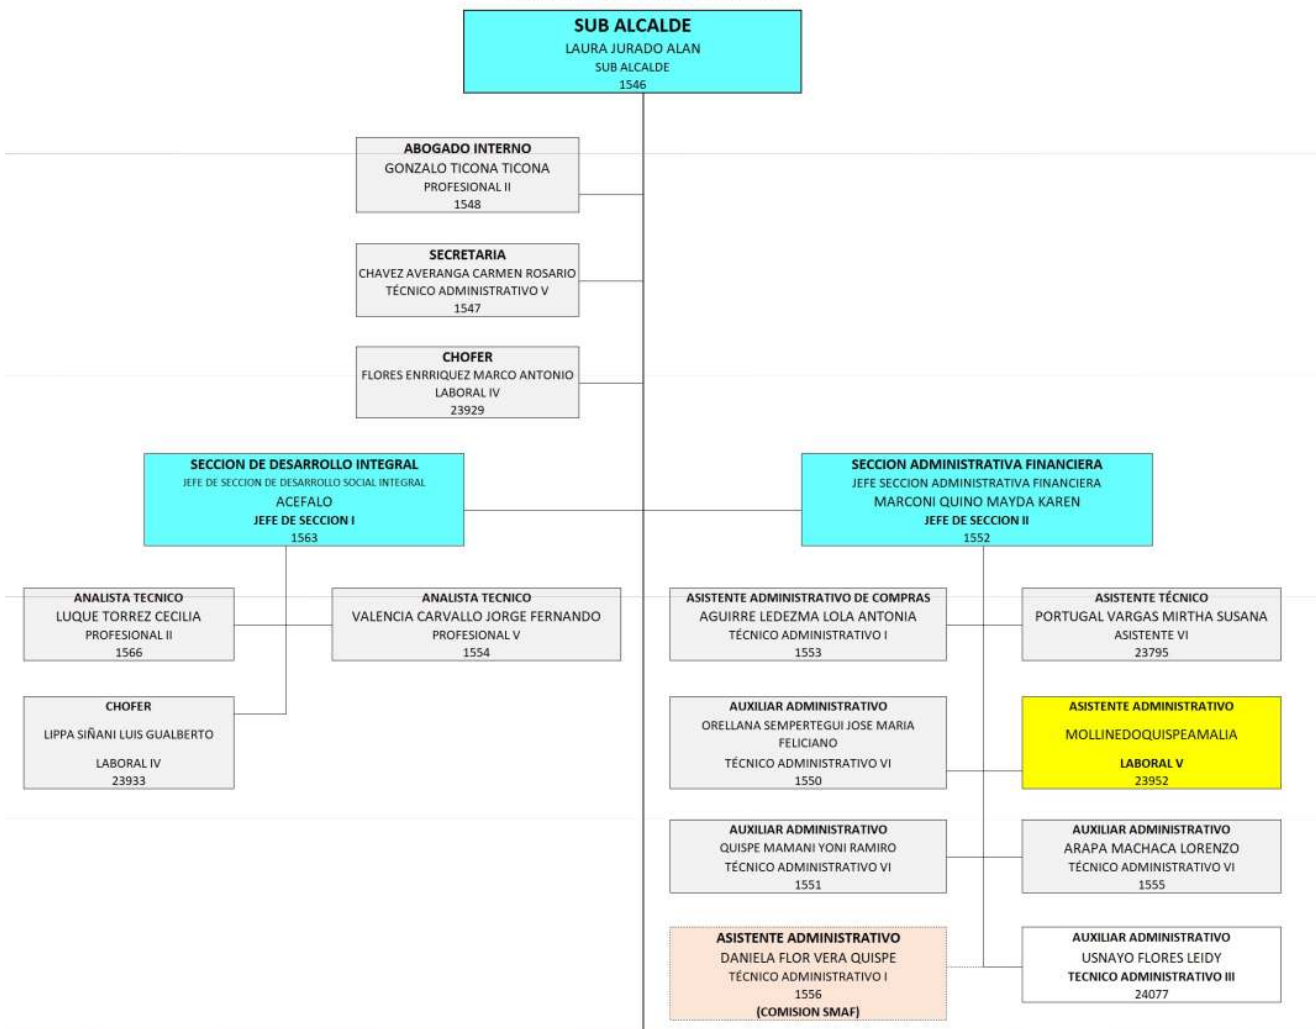 SUB ALCALDE
LAURA JURADO ALAN
SUB ALCALDE
1546
ABOGADO INTERNO
GONZALO TICONA TICONA
PROFESIONAL II
1548
SECRETARIA
CHAVEZ AVERANGA CARMEN ROSARIO
TÉCNICO ADMINISTRATIVO V
1547
CHOFER
FLORES ENRRIQUEZ MARCO ANTONIO
LABORAL IV
23929
SECCION DE DESARROLLO INTEGRAL
JEFE DE SECCION DE DESARROLLO SOCIAL INTEGRAL
ACEFALO
JEFE DE SECCION I
1563
SECCION ADMINISTRATIVA FINANCIERA
JEFE SECCION ADMINISTRATIVA FINANCIERA
MARCONI QUINO MAYDA KAREN
JEFE DE SECCION II
1552
ANALISTA TECNICO
LUQUE TORREZ CECILIA
PROFESIONAL II
1566
ANALISTA TECNICO
VALENCIA CARVALLO JORGE FERNANDO
PROFESIONAL V
1554
ASISTENTE ADMINISTRATIVO DE COMPRAS
AGUIRRE LEDEZMA LOLA ANTONIA
TÉCNICO ADMINISTRATIVO I
1553
ASISTENTE TÉCNICO
PORTUGAL VARGAS MIRTHA SUSANA
ASISTENTE VI
23795
CHOFER
LIPPA SIÑANI LUIS GUALBERTO
LABORAL IV
23933
AUXILIAR ADMINISTRATIVO
ORELLANA SEMPERTEGUI JOSE MARIA
FELICIANO
TÉCNICO ADMINISTRATIVO VI
1550
ASISTENTE ADMINISTRATIVO
MOLLINEDOQUISPEAMALIA
LABORAL V
23952
AUXILIAR ADMINISTRATIVO
QUISPE MAMANI YONI RAMIRO
TÉCNICO ADMINISTRATIVO VI
1551
AUXILIAR ADMINISTRATIVO
ARAPA MACHACA LORENZO
TÉCNICO ADMINISTRATIVO VI
1555
ASISTENTE ADMINISTRATIVO
DANIELA FLOR VERA QUISPE
TÉCNICO ADMINISTRATIVO I
1556
(COMISION SMAF)
AUXILIAR ADMINISTRATIVO
USNAYO FLORES LEIDY
TECNICO ADMINISTRATIVO III
24077